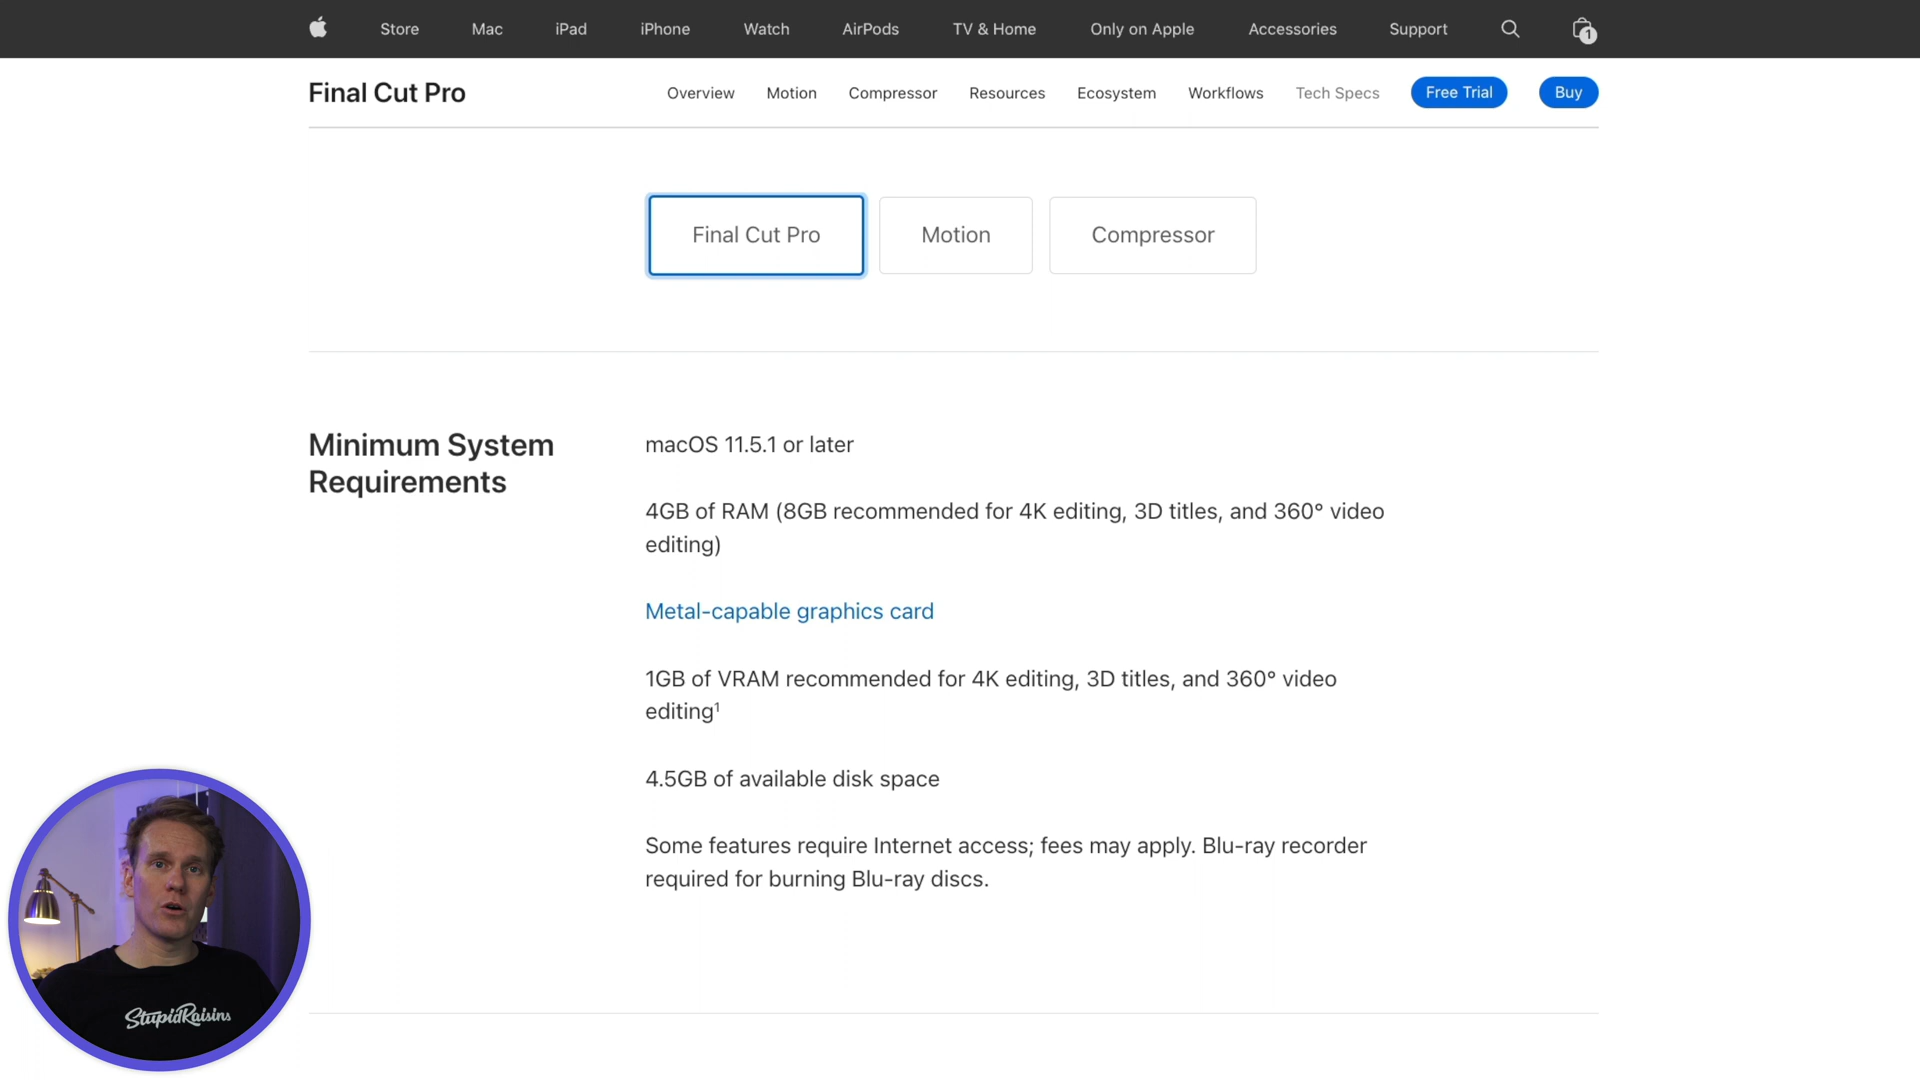 Store Mac iPad iPhone Watch AirPods TV & Home Only on Apple Accessories Support 1
Final Cut Pro Overview Motion Compressor Resources Ecosystem Workflows Tech Specs Free Trial Buy
Final Cut Pro Motion Compressor
Minimum System
Requirements
macOS 11.5.1 or later
4GB of RAM (8GB recommended for 4K editing, 3D titles, and 360° video
editing)
Metal-capable graphics card
1GB of VRAM recommended for 4K editing, 3D titles, and 360° video
editing¹
4.5GB of available disk space
Some features require Internet access; fees may apply. Blu-ray recorder
required for burning Blu-ray discs.
StupidRaisins